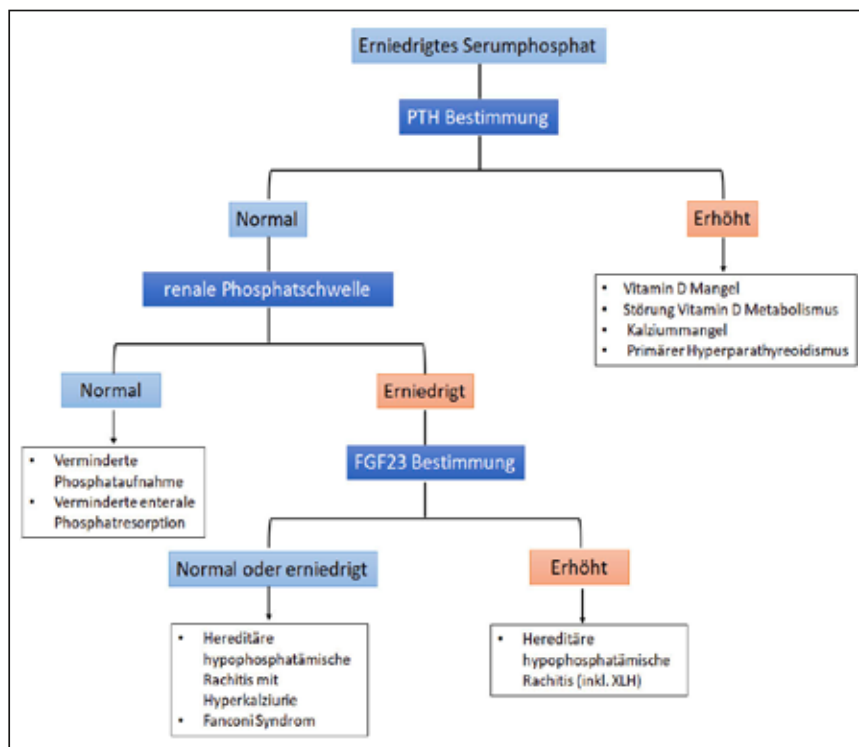 Erniedrigtes Serumphosphat
PTH Bestimmung
Normal
Erhöht
renale Phosphatschwelle
• Vitamin D Mangel
• Störung Vitamin D Metabolismus
• Kalziummangel
• Primärer Hyperparathyreoidismus
Normal
Erniedrigt
• Verminderte
Phosphataufnahme
• Verminderte enterale
Phosphatresorption
FGF23 Bestimmung
Normal oder erniedrigt
Erhöht
• Hereditäre
hypophosphatämische
Rachitis mit
Hyperkalziurie
• Fanconi Syndrom
• Hereditäre
hypophosphatämische
Rachitis (inkl. XLH)